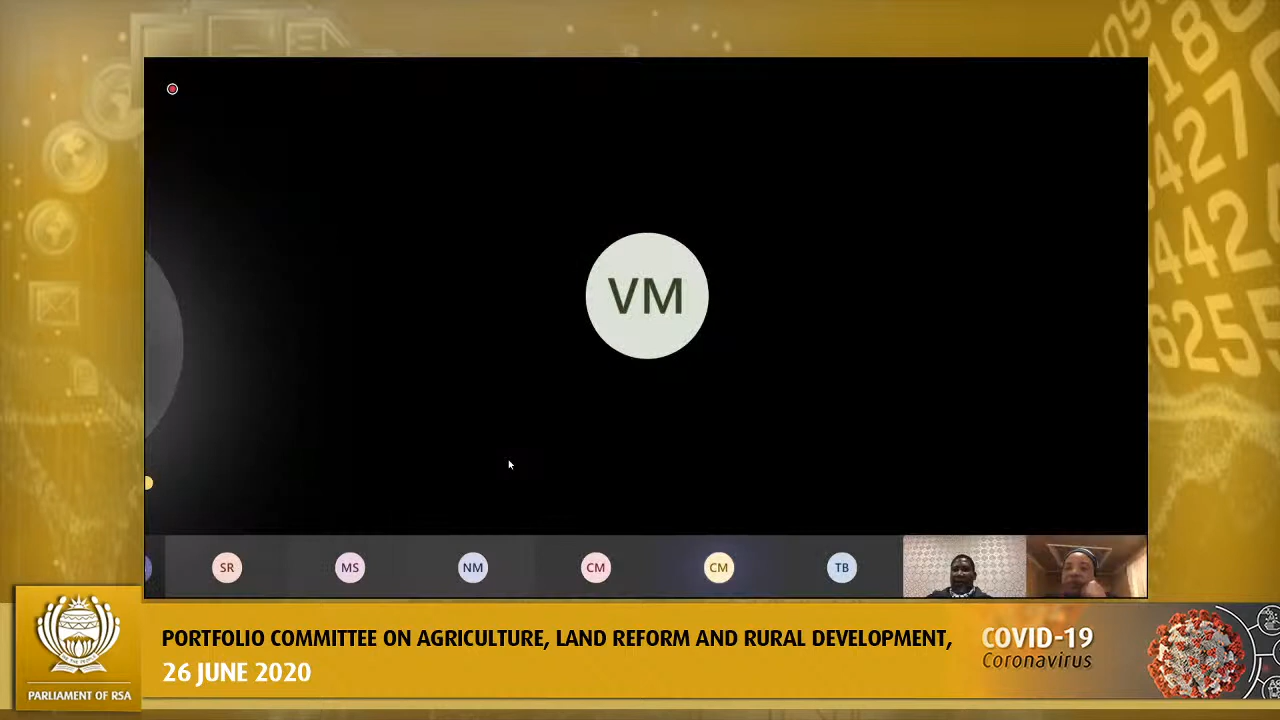 VM
SR
MS
NM
CM
CM
TB
PORTFOLIO COMMITTEE ON AGRICULTURE, LAND REFORM AND RURAL DEVELOPMENT,
26 JUNE 2020
COVID-19
Coronavirus
PARLIAMENT OF RSA